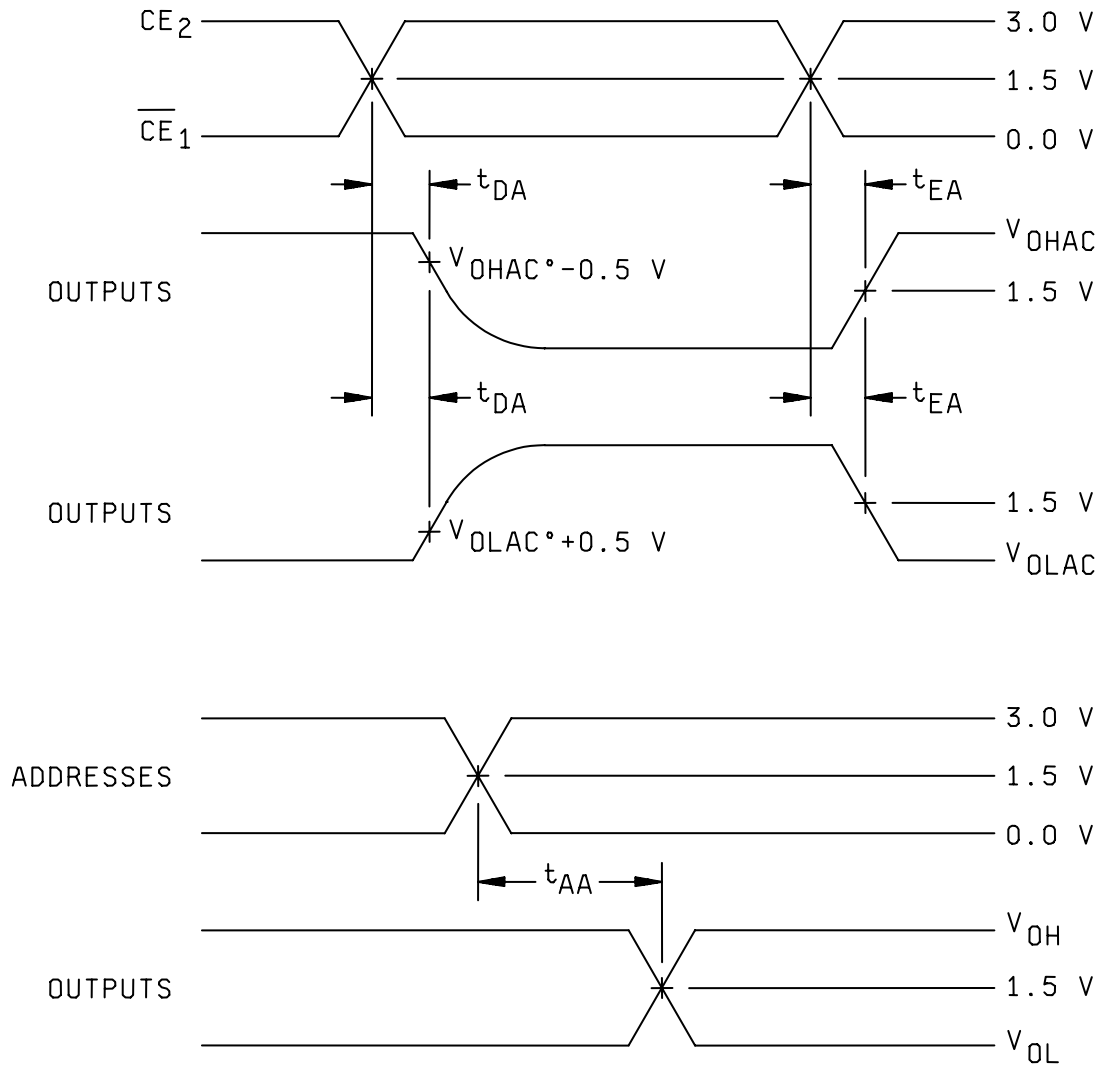 CE2 3.0 V
1.5 V
CE̅1 0.0 V
tDA tEA
VOHAC
VOHAC°-0.5 V
OUTPUTS 1.5 V
tDA tEA
OUTPUTS 1.5 V
VOLAC°+0.5 V
VOLAC
3.0 V
ADDRESSES 1.5 V
0.0 V
tAA
VOH
OUTPUTS 1.5 V
VOL